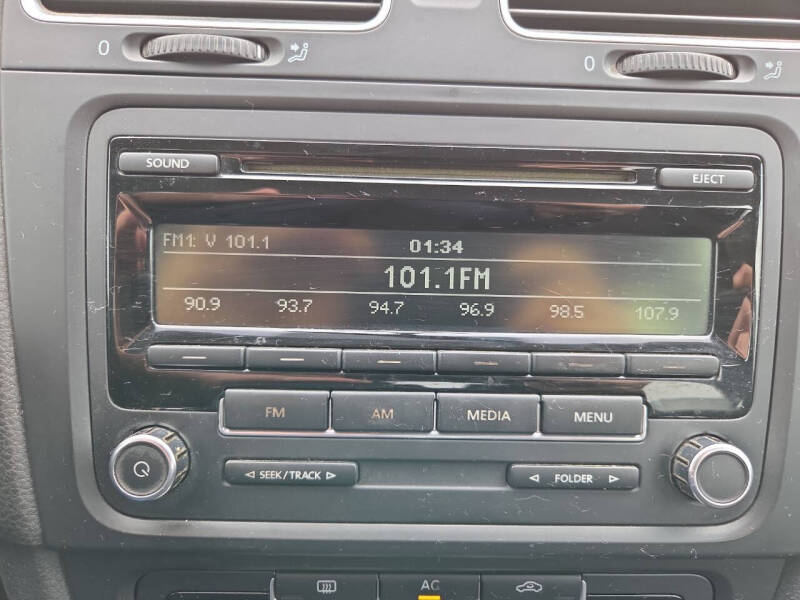 0 0
SOUND EJECT
FM1: V 101.1 01:34
101.1FM
90.9 93.7 94.7 96.9 98.5 107.9
FM AM MEDIA MENU
SEEK/TRACK FOLDER
AC